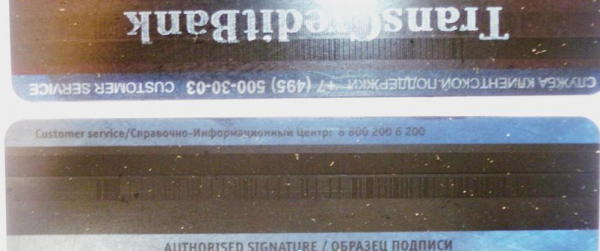 TransCreditBank
СЛУЖБА КЛИЕНТСКОЙ ПОДДЕРЖКИ +7 (495) 500-30-03 CUSTOMER SERVICE
Customer service/Справочно-Информационный Центр: 8 800 200 6 200
AUTHORISED SIGNATURE / ОБРАЗЕЦ ПОДПИСИ